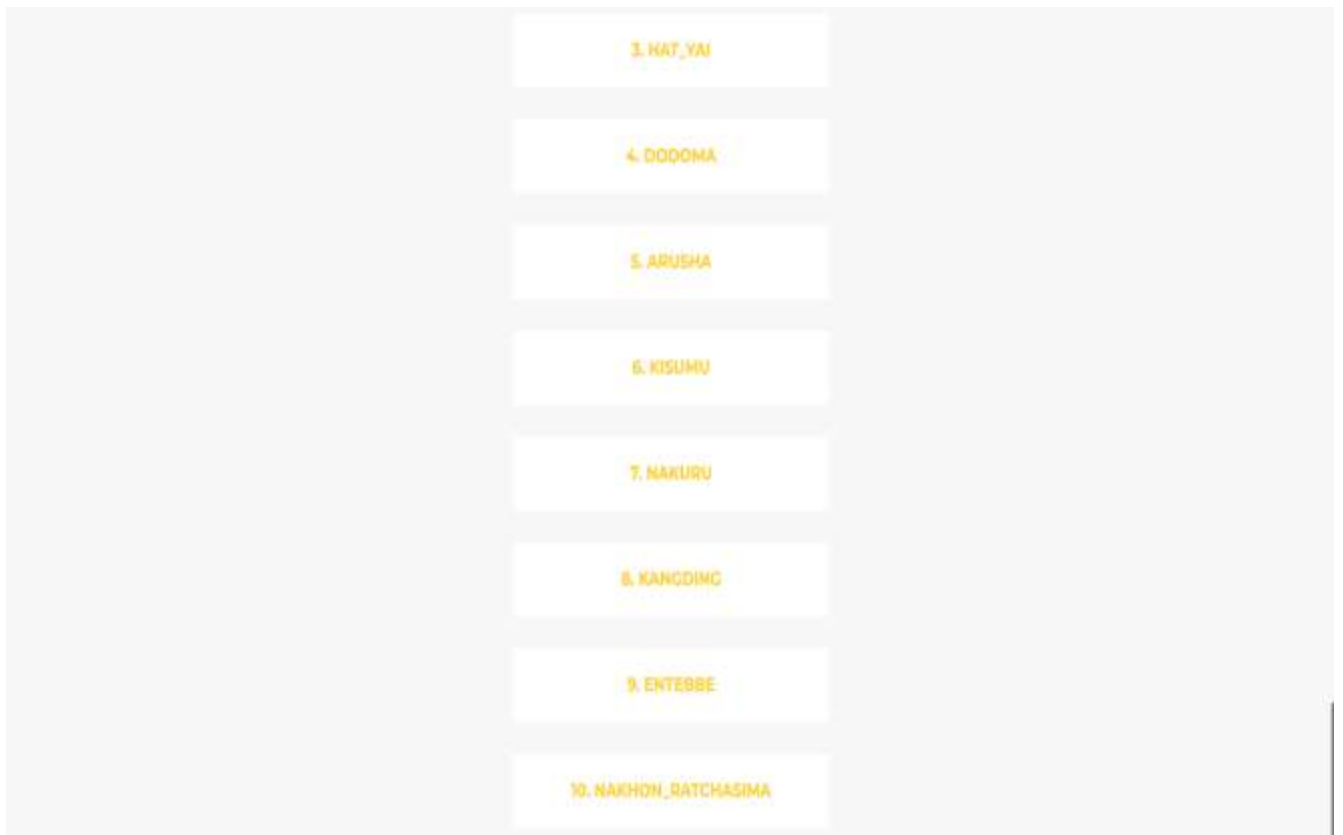 3. HAT_YAI
4. DODOMA
5. ARUSHA
6. KISUMU
7. NAKURU
8. KANGDING
9. ENTEBBE
10. NAKHON_RATCHASIMA